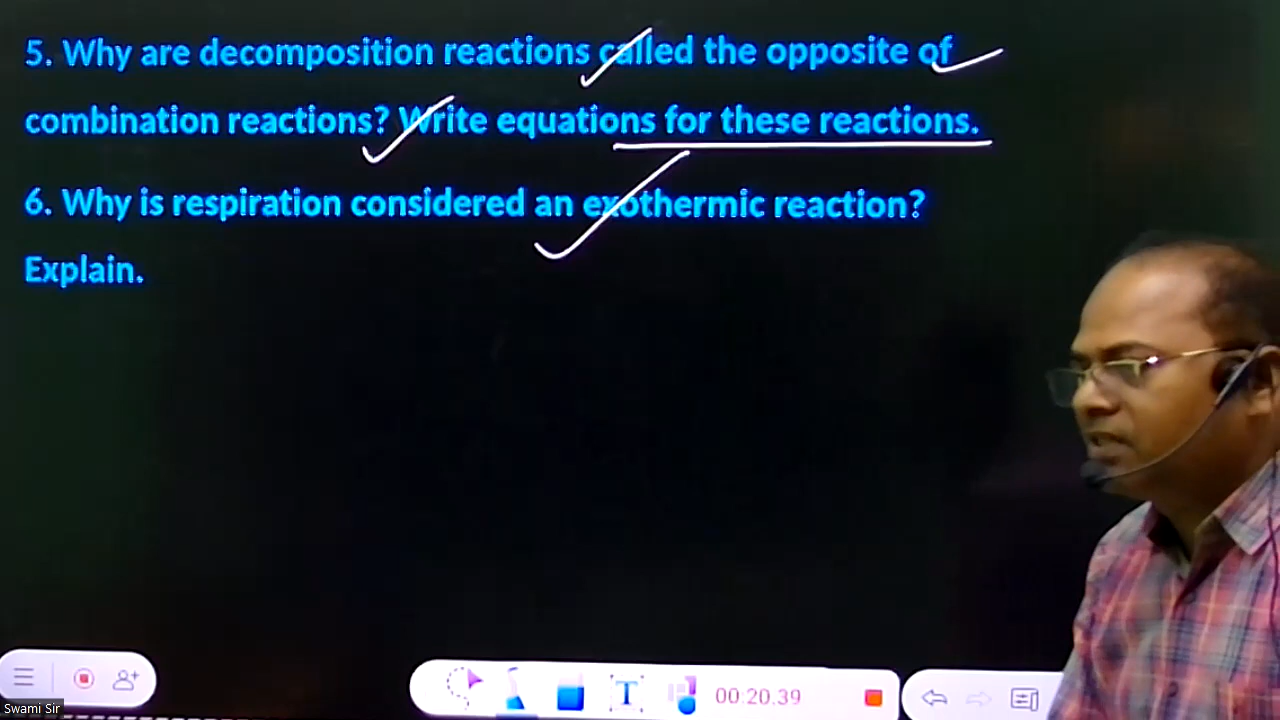 5. Why are decomposition reactions called the opposite of
combination reactions? Write equations for these reactions.
6. Why is respiration considered an exothermic reaction?
Explain.
T 00:20.39
Swami Sir